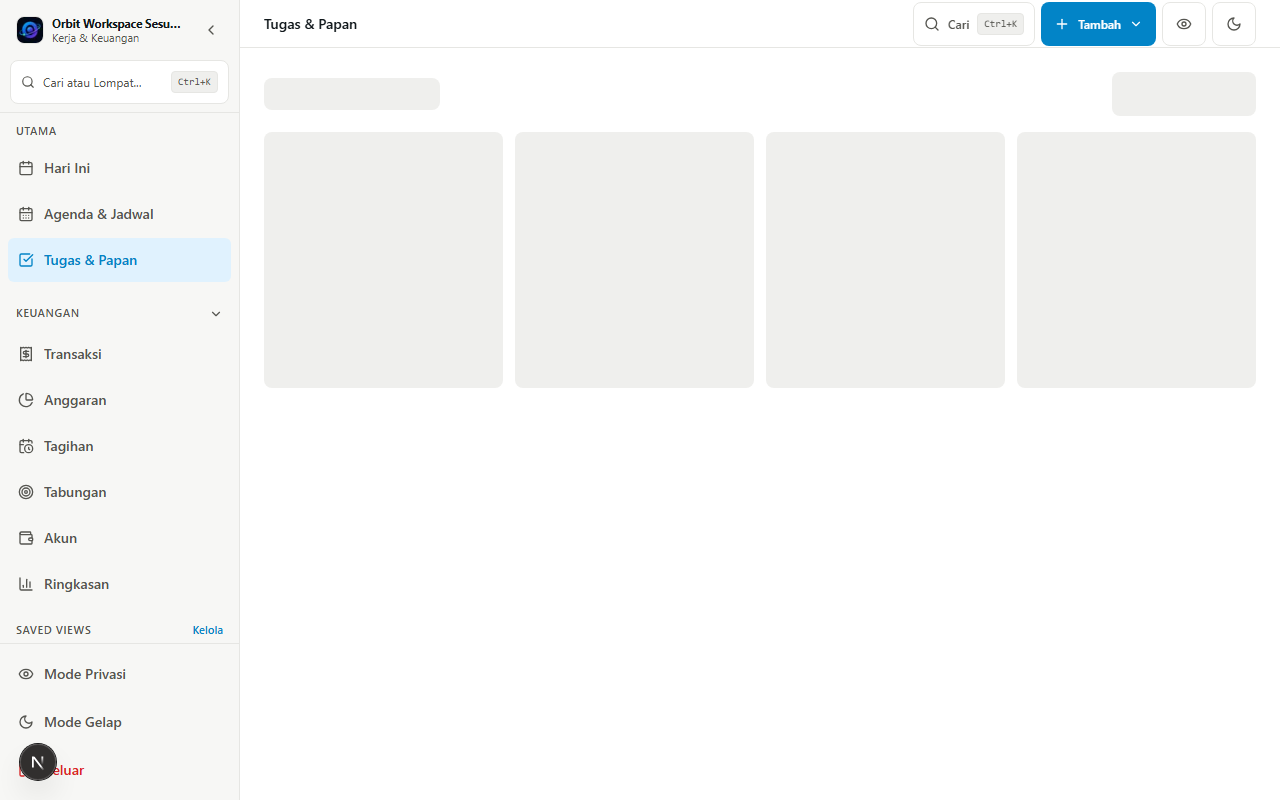 Orbit Workspace Sesu...
Kerja & Keuangan
Cari atau Lompat... Ctrl+K
UTAMA
Hari Ini
Agenda & Jadwal
Tugas & Papan
KEUANGAN
Transaksi
Anggaran
Tagihan
Tabungan
Akun
Ringkasan
SAVED VIEWS Kelola
Mode Privasi
Mode Gelap
N
eluar
Tugas & Papan
Cari Ctrl+K
Tambah